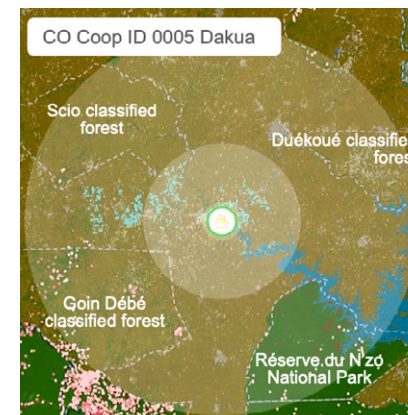 CO Coop ID 0005 Dakua
Scio classified
forest
Duékoué classifie
fores
Goin Débé
classified forest
Réserve du N'zo
National Park